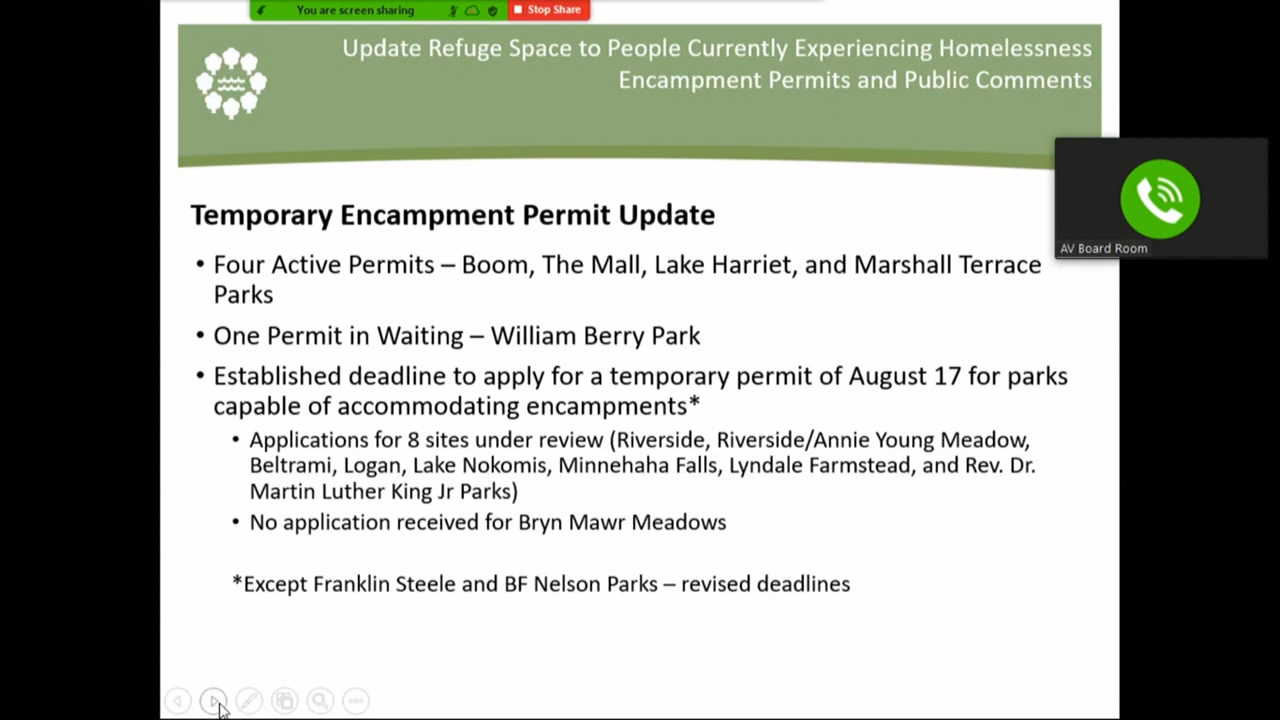 You are screen sharing
Stop Share
Update Refuge Space to People Currently Experiencing Homelessness
Encampment Permits and Public Comments
AV Board Room
Temporary Encampment Permit Update
• Four Active Permits – Boom, The Mall, Lake Harriet, and Marshall Terrace
Parks
• One Permit in Waiting – William Berry Park
• Established deadline to apply for a temporary permit of August 17 for parks
capable of accommodating encampments*
• Applications for 8 sites under review (Riverside, Riverside/Annie Young Meadow,
Beltrami, Logan, Lake Nokomis, Minnehaha Falls, Lyndale Farmstead, and Rev. Dr.
Martin Luther King Jr Parks)
• No application received for Bryn Mawr Meadows
*Except Franklin Steele and BF Nelson Parks – revised deadlines